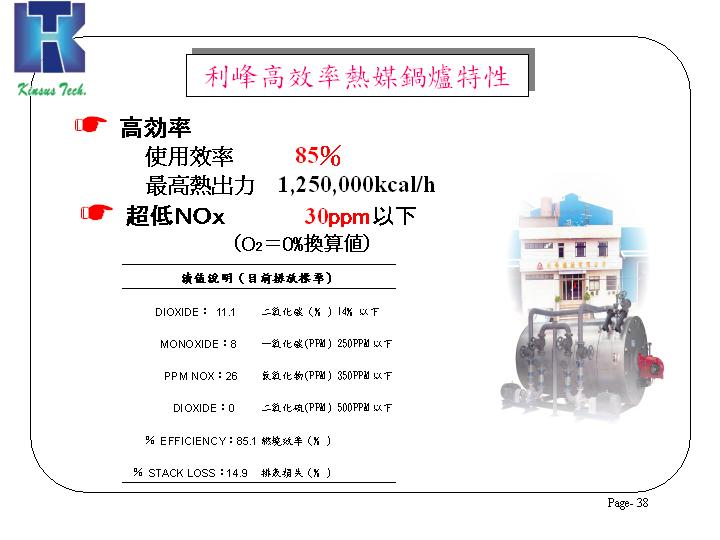 TK
Kinsus Tech.
利峰高效率熱媒鍋爐特性
高効率
使用效率 85%
最高熱出力 1,250,000kcal/h
超低NOx 30ppm以下
(O2=0%換算値)
讀值說明(目前排放標準)
DIOXIDE: 11.1 二氧化碳(%) 14% 以下
MONOXIDE:8 一氧化碳(PPM) 250PPM以下
PPM NOX:26 氮氧化物(PPM) 350PPM以下
DIOXIDE:0 二氧化硫(PPM) 500PPM以下
% EFFICIENCY:85.1 燃燒效率(%)
% STACK LOSS:14.9 排氣損失(%)
Page- 38